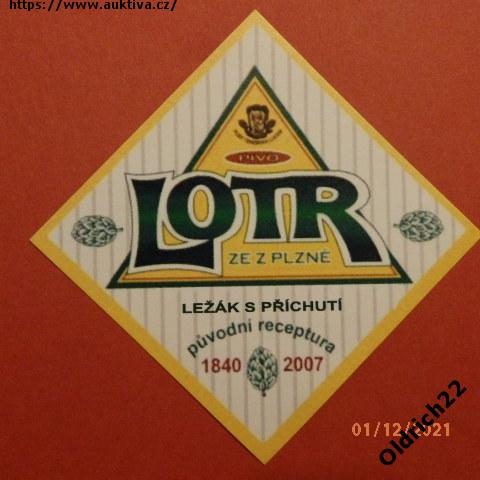 https://www.auktiva.cz/
PIVO
LOTR
ZE Z PLZNĚ
LEŽÁK S PŘÍCHUTÍ
původní receptura
1840 2007
01/12/2021
Oldrich22